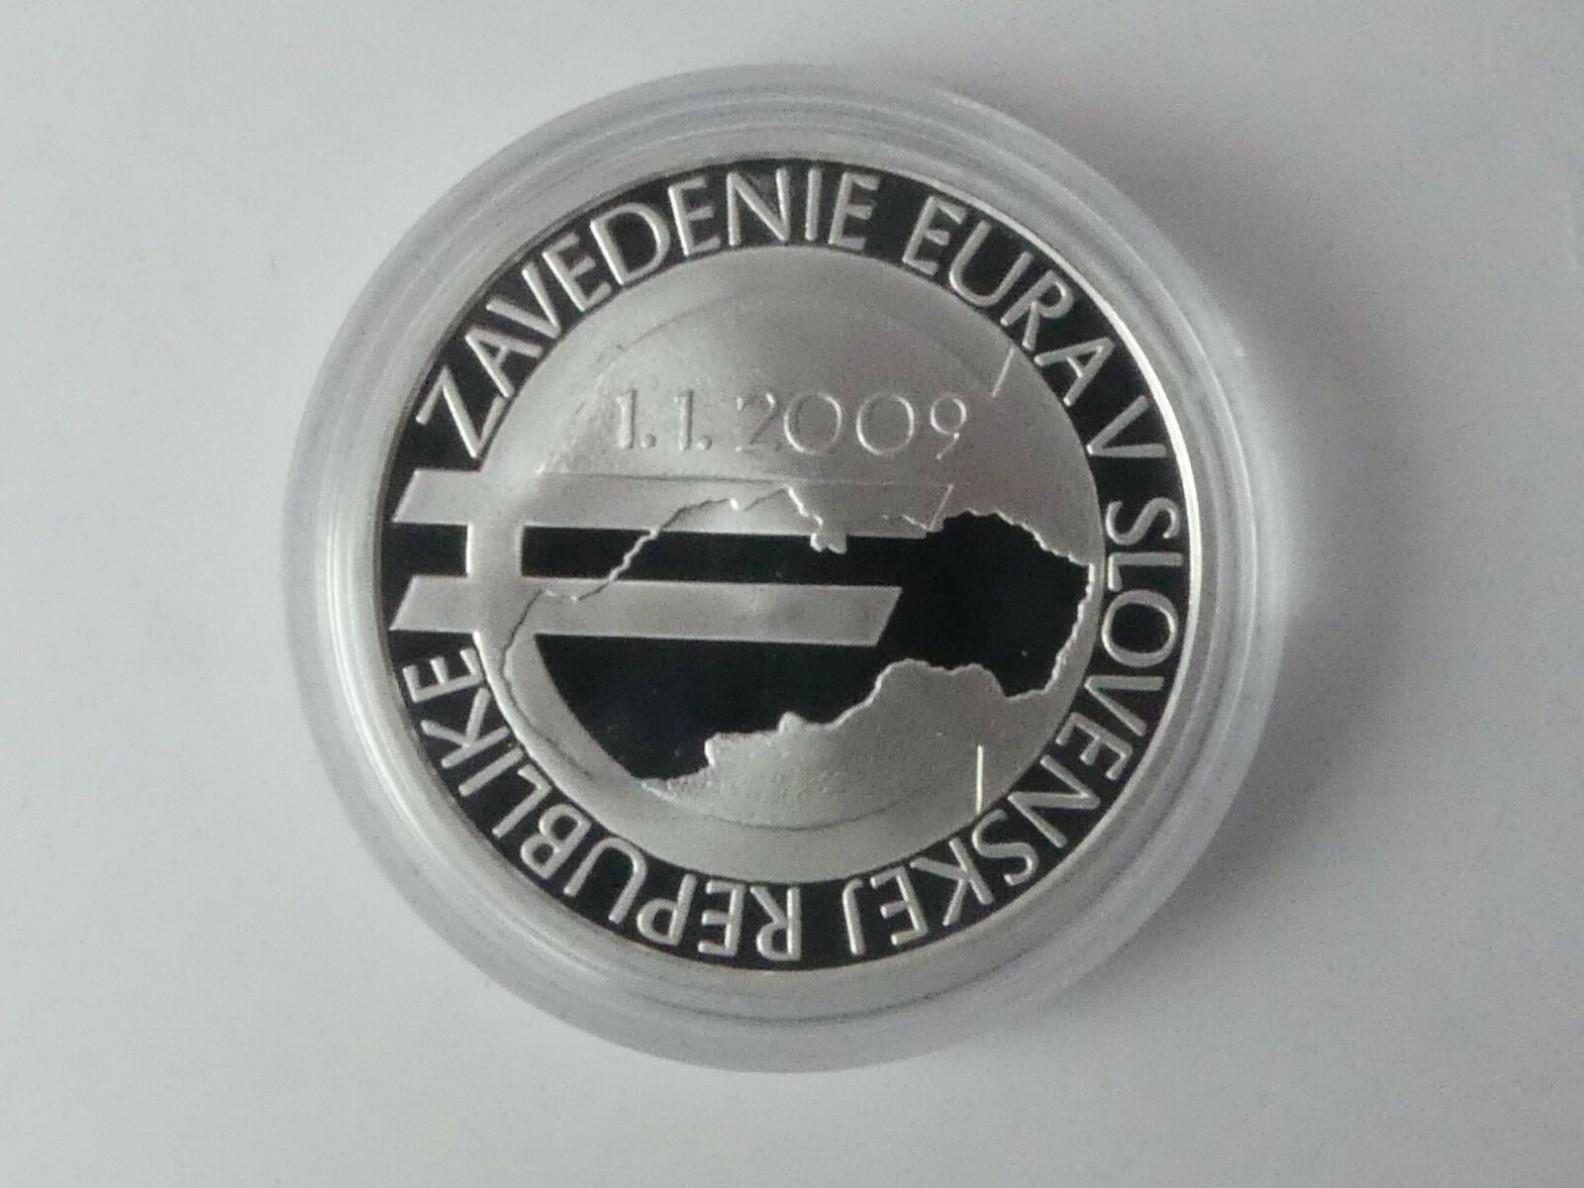 ZAVEDENIE EURA V SLOVENSKEJ REPUBLIKE
1.1.2009